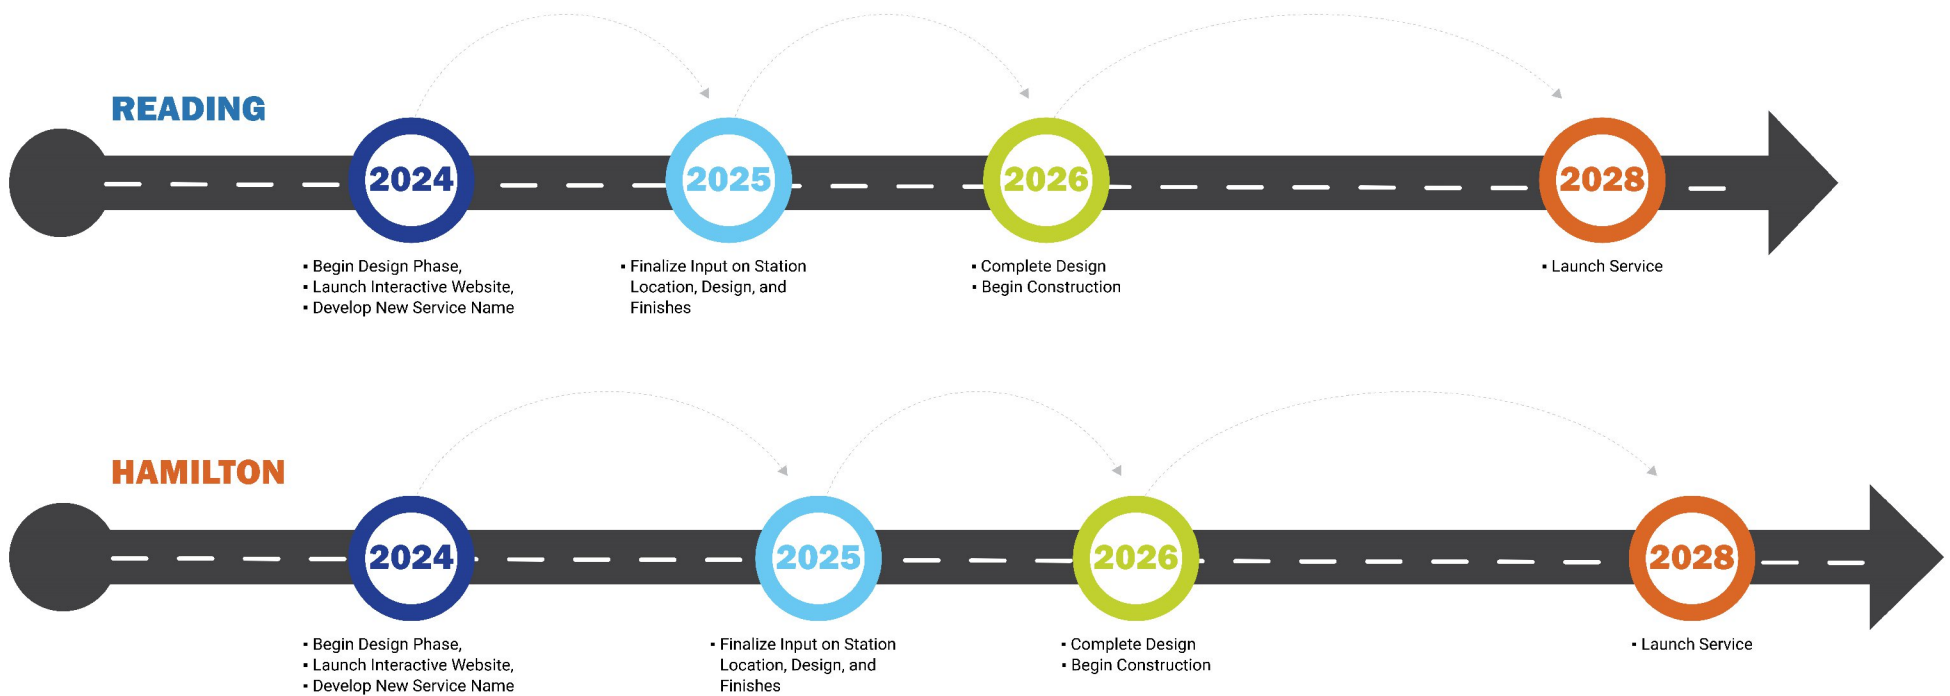 READING
2024
2025
2026
2028
▪ Begin Design Phase,
▪ Launch Interactive Website,
▪ Develop New Service Name
▪ Finalize Input on Station
Location, Design, and
Finishes
▪ Complete Design
▪ Begin Construction
▪ Launch Service
HAMILTON
2024
2025
2026
2028
▪ Begin Design Phase,
▪ Launch Interactive Website,
▪ Develop New Service Name
▪ Finalize Input on Station
Location, Design, and
Finishes
▪ Complete Design
▪ Begin Construction
▪ Launch Service